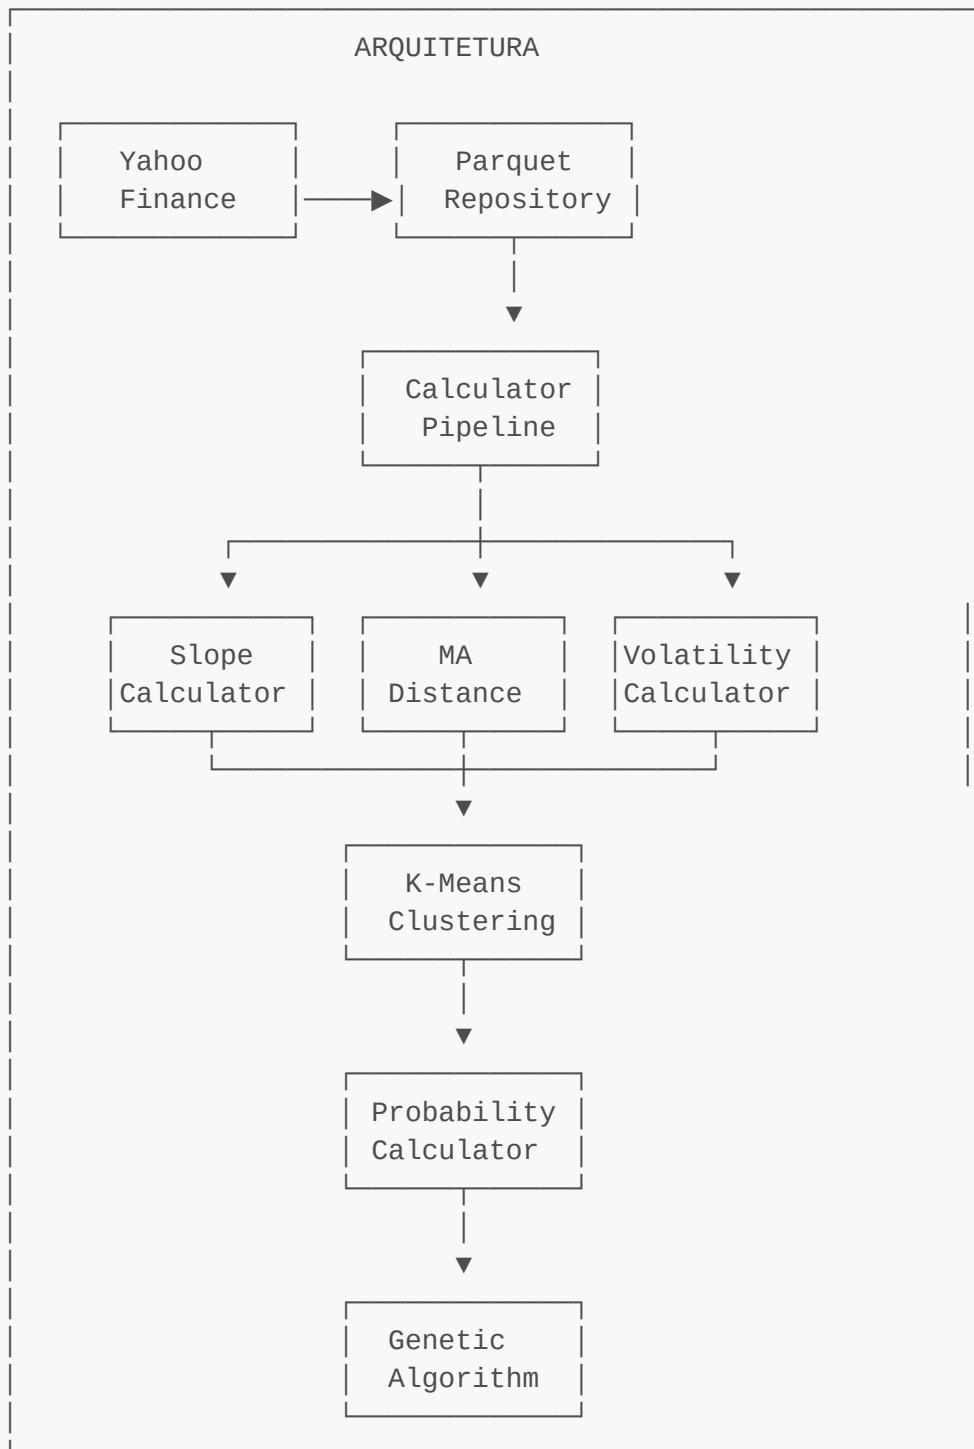 ARQUITETURA
Yahoo Parquet
Finance Repository
Calculator
Pipeline
Slope MA Volatility
Calculator Distance Calculator
K-Means
Clustering
Probability
Calculator
Genetic
Algorithm